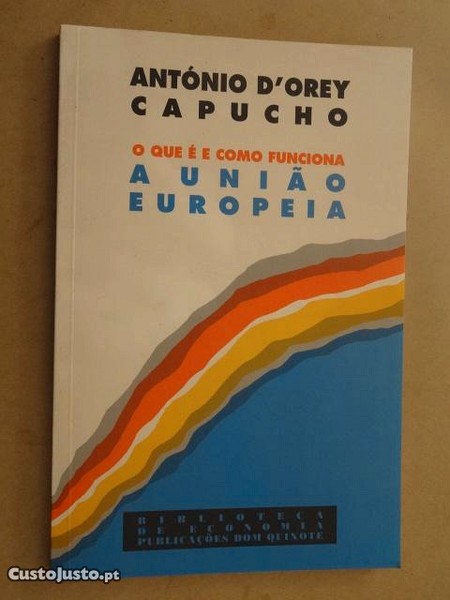 ANTÓNIO D'OREY
CAPUCHO
O QUE É E COMO FUNCIONA
A UNIÃO
EUROPEIA
BIBLIOTECA
DE ECONOMIA
PUBLICAÇÕES DOM QUIXOTE
CustoJusto.pt